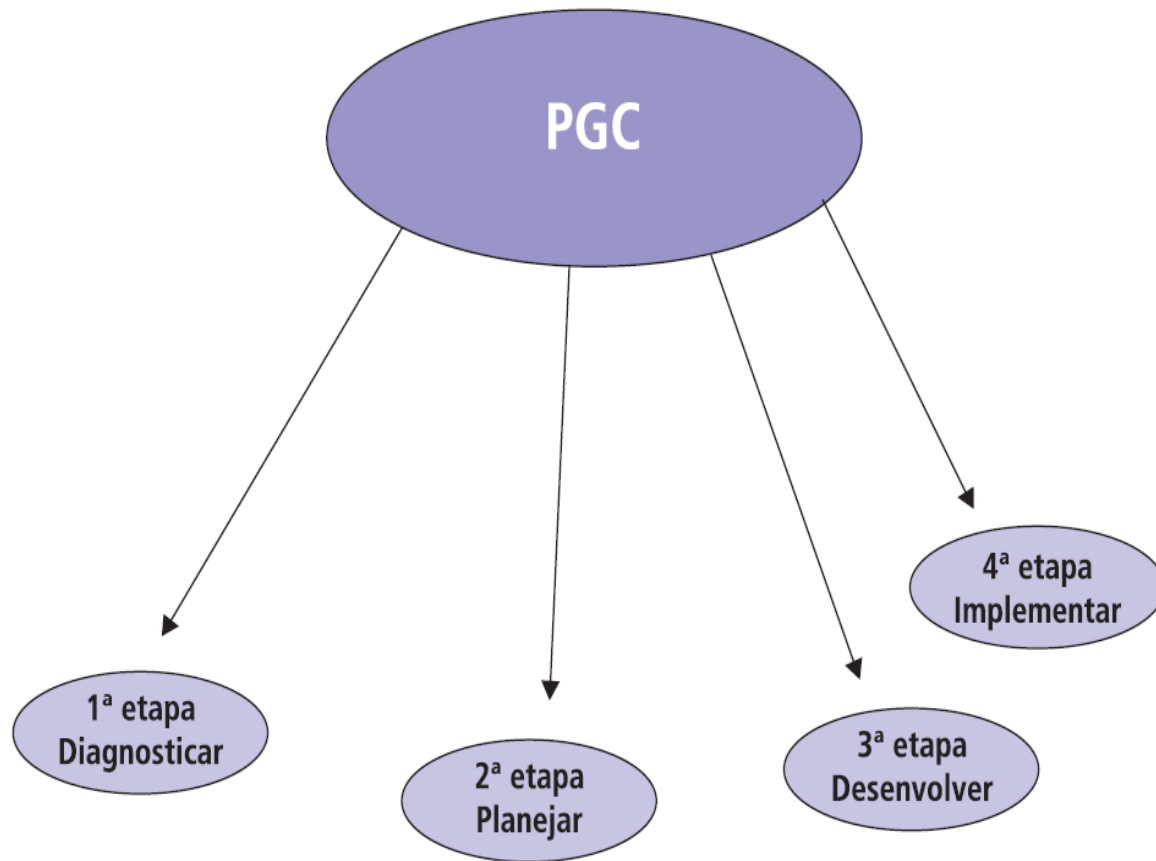 PGC
1ª etapa
Diagnosticar
2ª etapa
Planejar
3ª etapa
Desenvolver
4ª etapa
Implementar